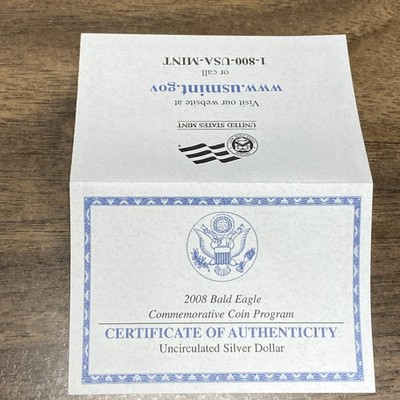 1-800-USA-MINT
or call
www.usmint.gov
Visit our website at
UNITED STATES MINT
2008 Bald Eagle
Commemorative Coin Program
CERTIFICATE OF AUTHENTICITY
Uncirculated Silver Dollar